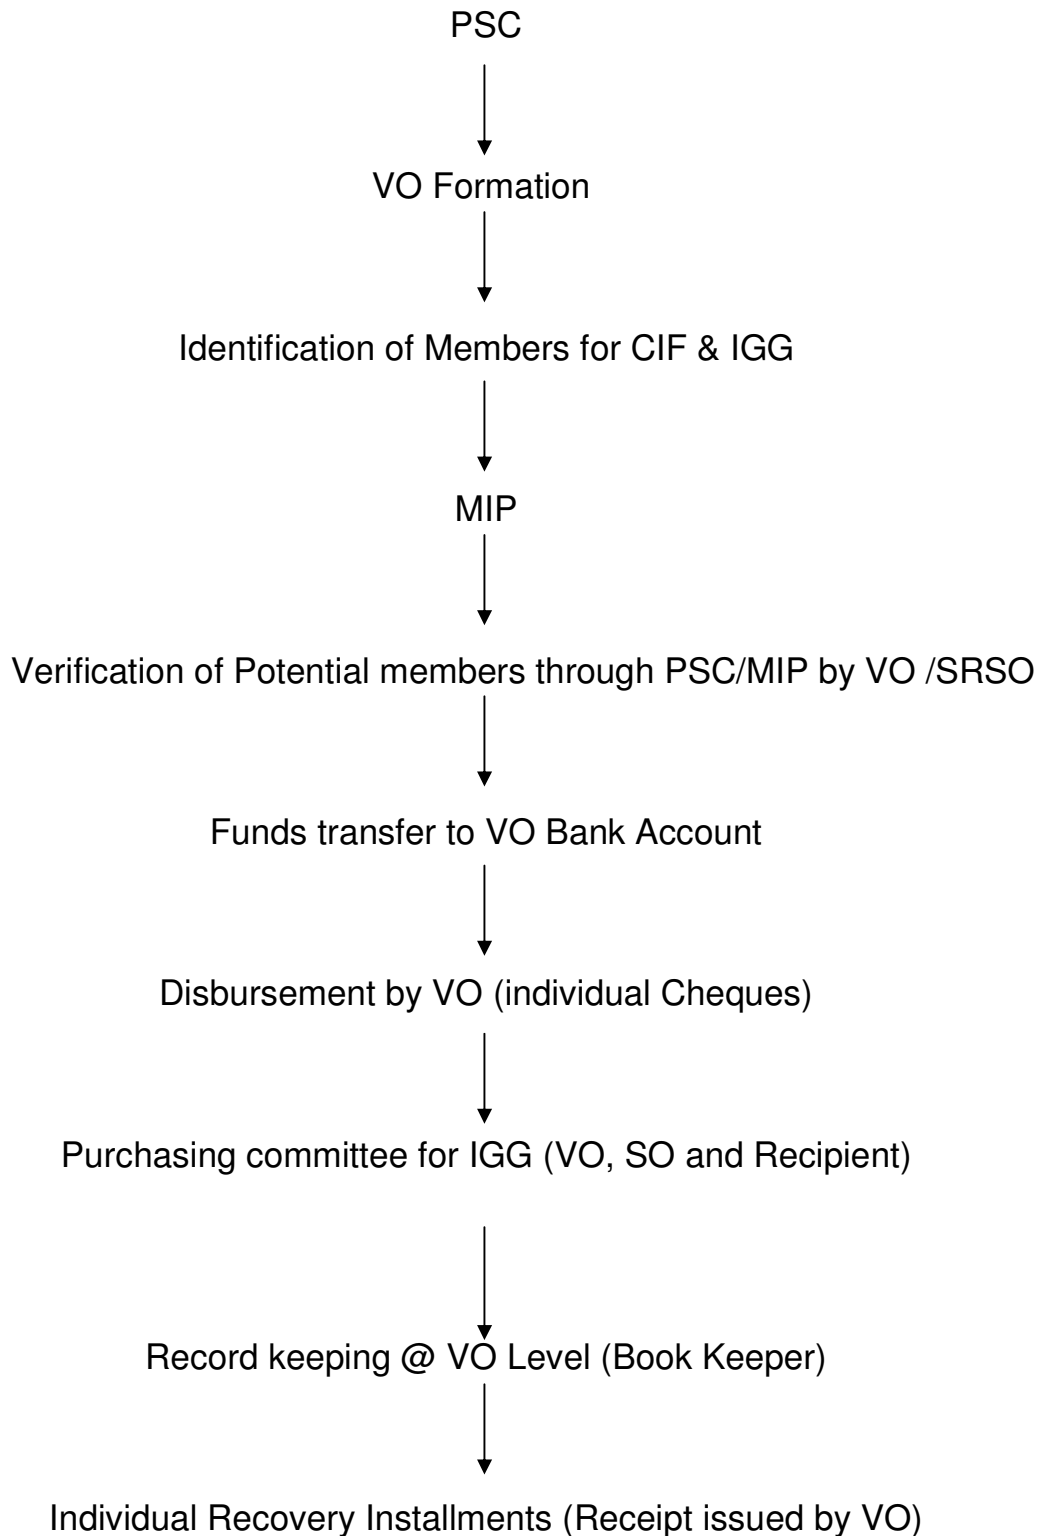 PSC
VO Formation
Identification of Members for CIF & IGG
MIP
Verification of Potential members through PSC/MIP by VO /SRSO
Funds transfer to VO Bank Account
Disbursement by VO (individual Cheques)
Purchasing committee for IGG (VO, SO and Recipient)
Record keeping @ VO Level (Book Keeper)
Individual Recovery Installments (Receipt issued by VO)